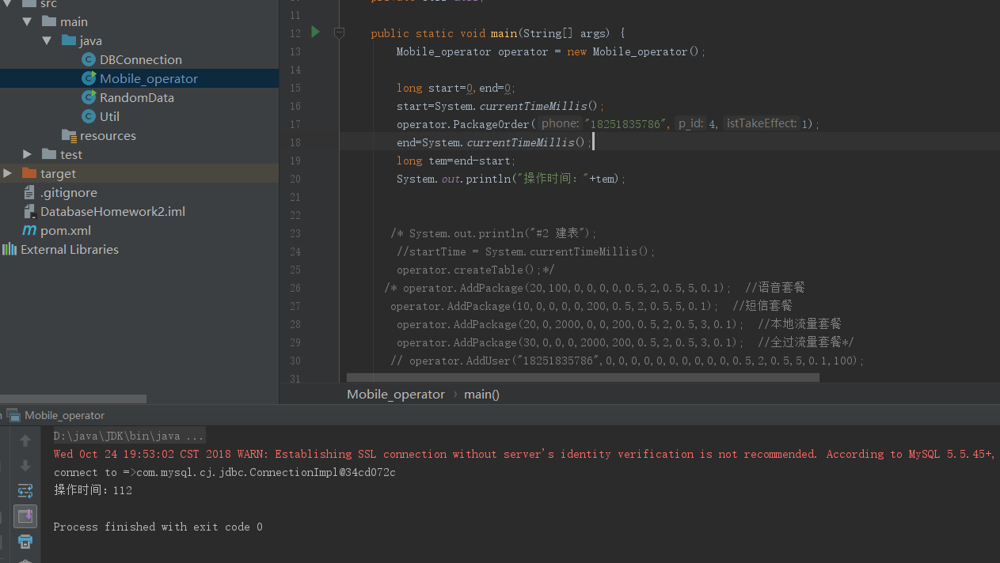 src
main
java
DBConnection
Mobile_operator
RandomData
Util
resources
test
target
.gitignore
DatabaseHomework2.iml
pom.xml
External Libraries
11
12 public static void main(String[] args) {
13 Mobile_operator operator = new Mobile_operator();
14
15 long start=0,end=0;
16 start=System.currentTimeMillis();
17 operator.PackageOrder( phone: "18251835786", p_id: 4, istTakeEffect: 1);
18 end=System.currentTimeMillis();
19 long tem=end-start;
20 System.out.println("操作时间："+tem);
21
22
23 /* System.out.println("#2 建表");
24 //startTime = System.currentTimeMillis();
25 operator.createTable();*/
26 /* operator.AddPackage(20,100,0,0,0,0,0.5,2,0.5,5,0.1); //语音套餐
27 operator.AddPackage(10,0,0,0,0,200,0.5,2,0.5,5,0.1); //短信套餐
28 operator.AddPackage(20,0,2000,0,0,200,0.5,2,0.5,3,0.1); //本地流量套餐
29 operator.AddPackage(30,0,0,0,2000,200,0.5,2,0.5,3,0.1); //全过流量套餐*/
30 // operator.AddUser("18251835786",0,0,0,0,0,0,0,0,0,0,0.5,2,0.5,5,0.1,100);
31
Mobile_operator › main()
Mobile_operator
D:\java\JDK\bin\java ...
Wed Oct 24 19:53:02 CST 2018 WARN: Establishing SSL connection without server's identity verification is not recommended. According to MySQL 5.5.45+,
connect to =>com.mysql.cj.jdbc.ConnectionImpl@34cd072c
操作时间：112
Process finished with exit code 0